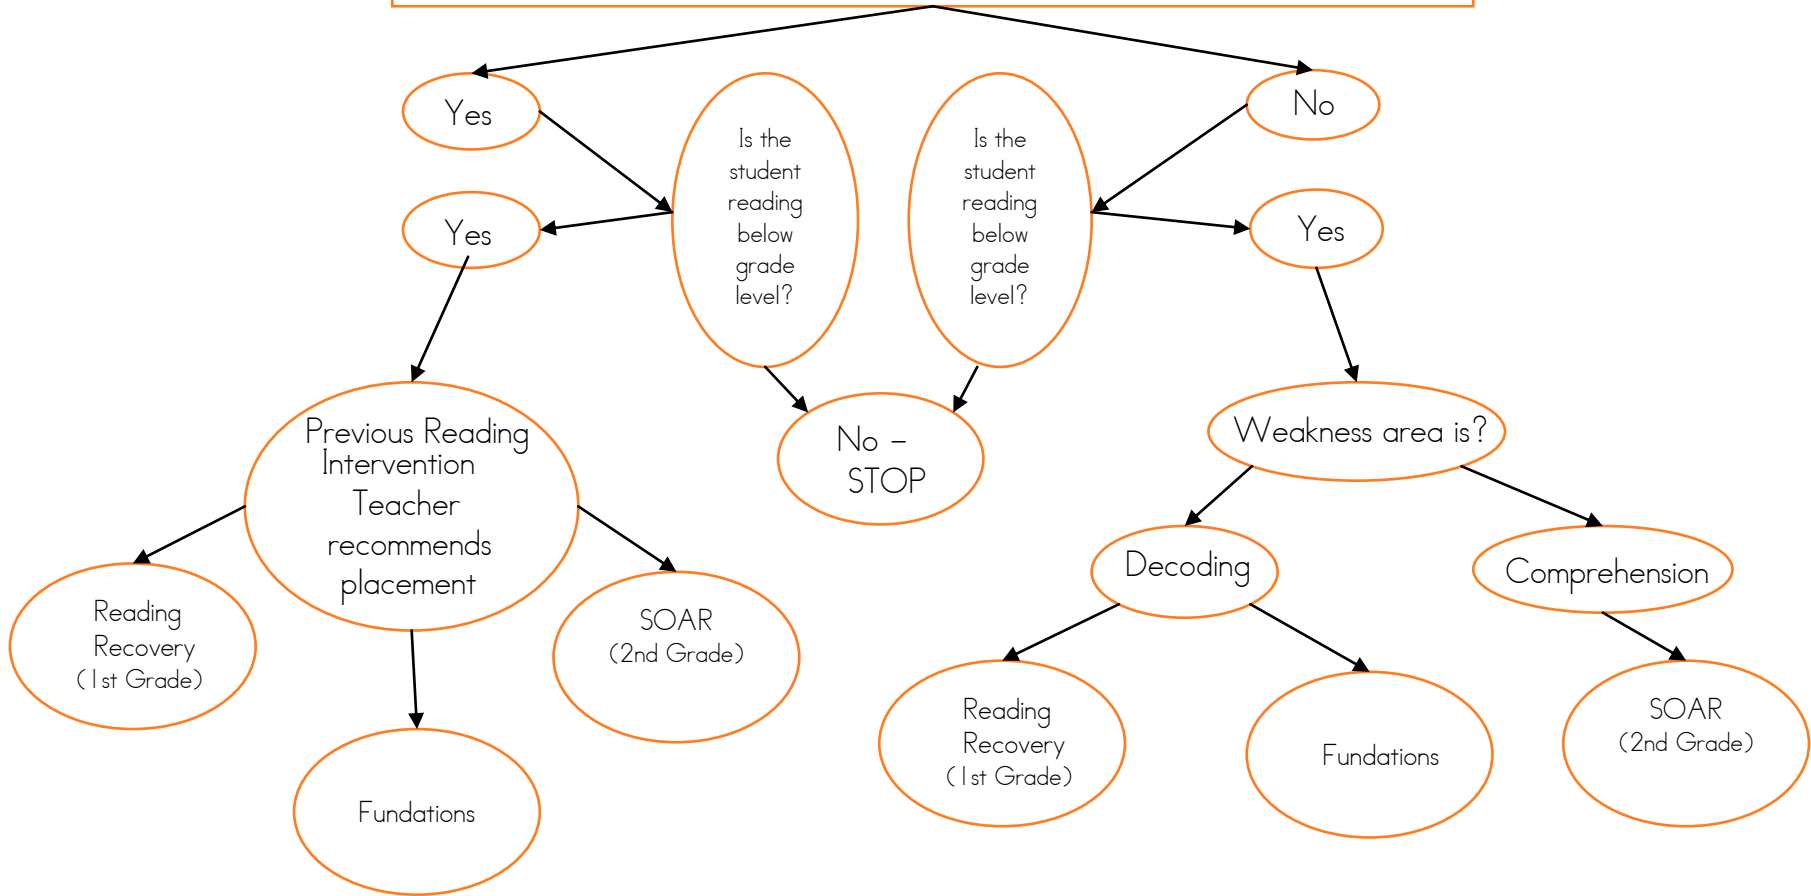 Yes
No
Is the
student
reading
below
grade
level?
Is the
student
reading
below
grade
level?
Yes
Yes
No –
STOP
Previous Reading
Intervention
Teacher
recommends
placement
Weakness area is?
Decoding
Comprehension
Reading
Recovery
(1st Grade)
SOAR
(2nd Grade)
Fundations
Reading
Recovery
(1st Grade)
Fundations
SOAR
(2nd Grade)